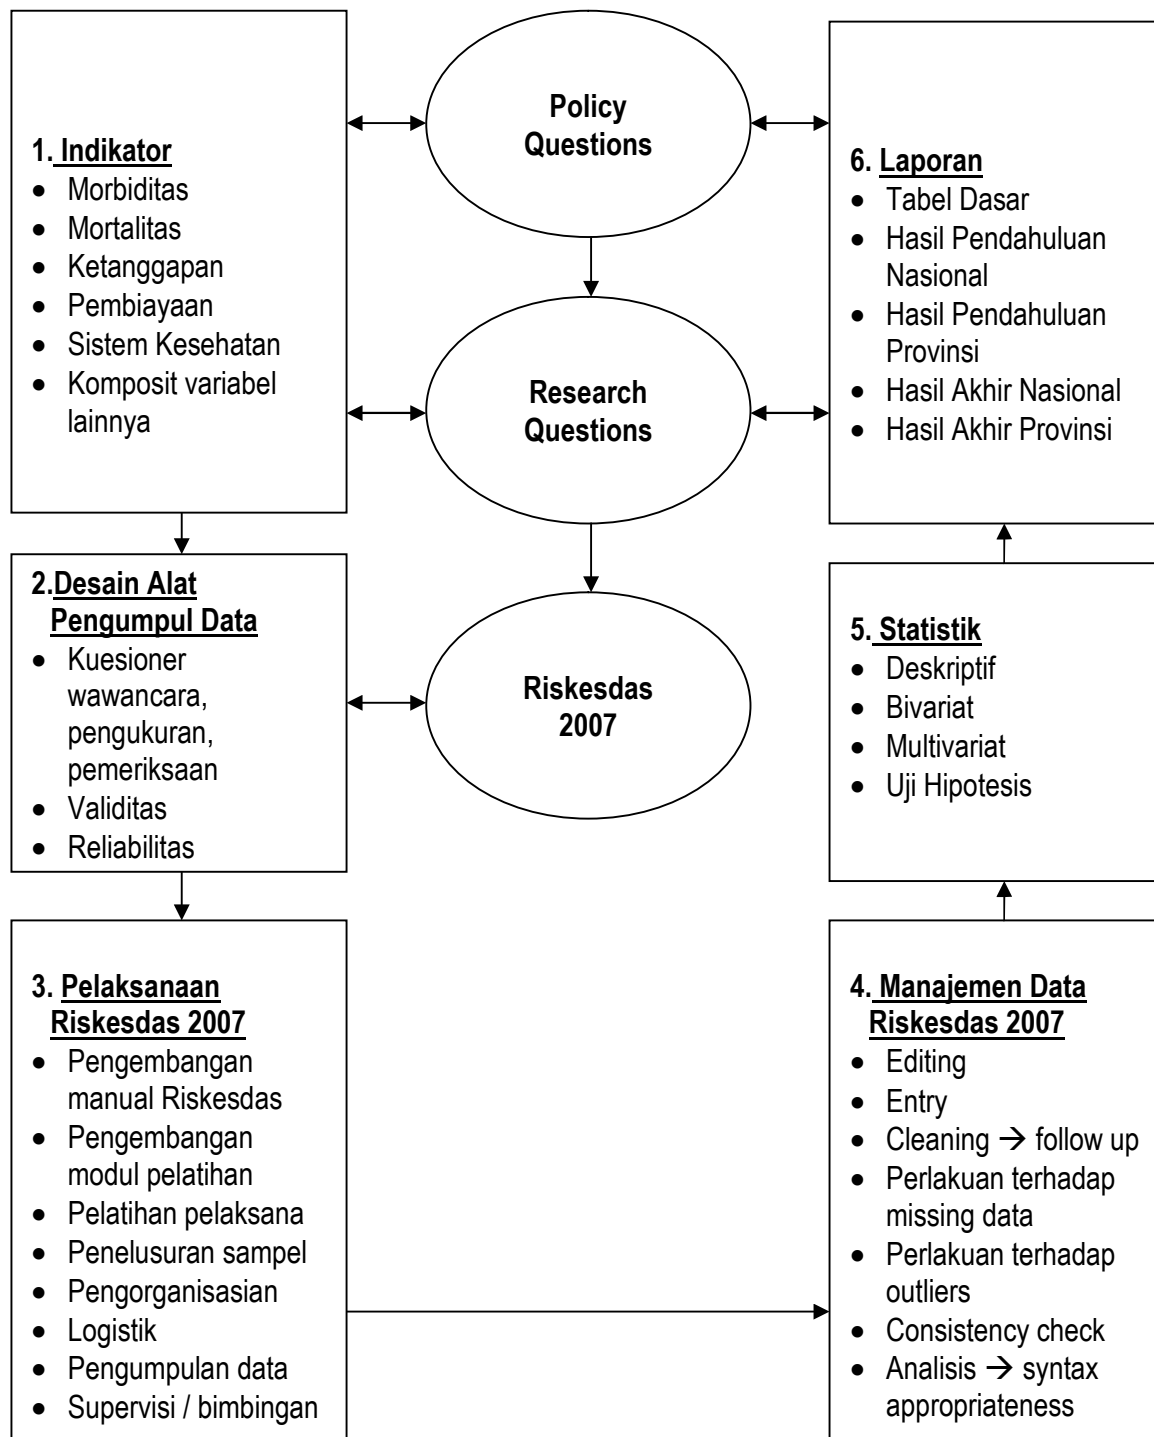 Policy
Questions
1. Indikator
• Morbiditas
• Mortalitas
• Ketanggapan
• Pembiayaan
• Sistem Kesehatan
• Komposit variabel
lainnya
6. Laporan
• Tabel Dasar
• Hasil Pendahuluan
Nasional
• Hasil Pendahuluan
Provinsi
• Hasil Akhir Nasional
• Hasil Akhir Provinsi
Research
Questions
2.Desain Alat
Pengumpul Data
• Kuesioner
wawancara,
pengukuran,
pemeriksaan
• Validitas
• Reliabilitas
Riskesdas
2007
5. Statistik
• Deskriptif
• Bivariat
• Multivariat
• Uji Hipotesis
3. Pelaksanaan
Riskesdas 2007
• Pengembangan
manual Riskesdas
• Pengembangan
modul pelatihan
• Pelatihan pelaksana
• Penelusuran sampel
• Pengorganisasian
• Logistik
• Pengumpulan data
• Supervisi / bimbingan
4. Manajemen Data
Riskesdas 2007
• Editing
• Entry
• Cleaning → follow up
• Perlakuan terhadap
missing data
• Perlakuan terhadap
outliers
• Consistency check
• Analisis → syntax
appropriateness